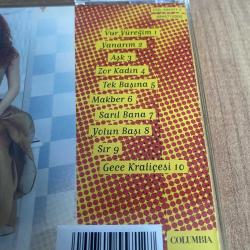 Vur Yüreğim 1
Yanarım 2
Aşk 3
Zor Kadın 4
Tek Başına 5
Makber 6
Sarıl Bana 7
Yolun Başı 8
Sır 9
Gece Kraliçesi 10
COLUMBIA